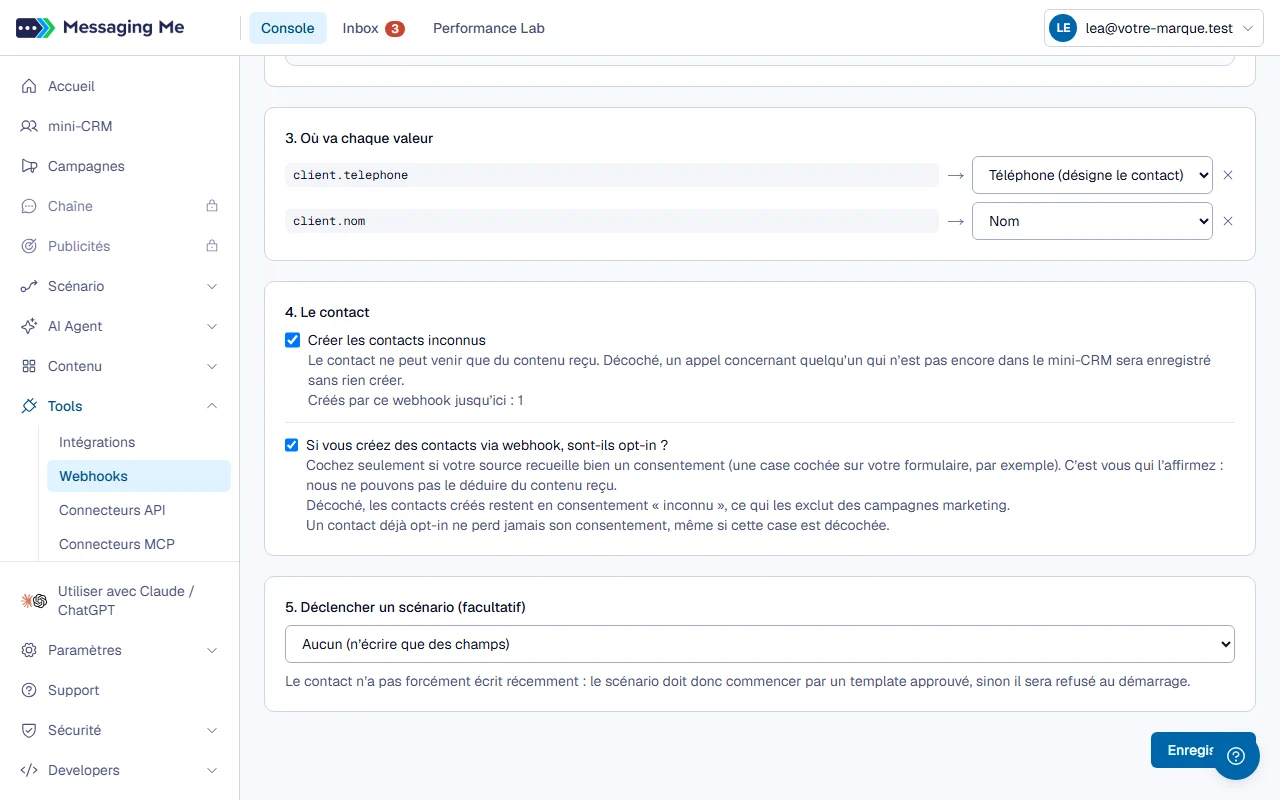 Messaging Me
Console
Inbox 3
Performance Lab
LE lea@votre-marque.test
Accueil
mini-CRM
Campagnes
Chaîne
Publicités
Scénario
AI Agent
Contenu
Tools
Intégrations
Webhooks
Connecteurs API
Connecteurs MCP
Utiliser avec Claude /
ChatGPT
Paramètres
Support
Sécurité
Developers
3. Où va chaque valeur
client.telephone → Téléphone (désigne le contact)
client.nom → Nom
4. Le contact
Créer les contacts inconnus
Le contact ne peut venir que du contenu reçu. Décoché, un appel concernant quelqu’un qui n’est pas encore dans le mini-CRM sera enregistré
sans rien créer.
Créés par ce webhook jusqu’ici : 1
Si vous créez des contacts via webhook, sont-ils opt-in ?
Cochez seulement si votre source recueille bien un consentement (une case cochée sur votre formulaire, par exemple). C’est vous qui l’affirmez :
nous ne pouvons pas le déduire du contenu reçu.
Décoché, les contacts créés restent en consentement « inconnu », ce qui les exclut des campagnes marketing.
Un contact déjà opt-in ne perd jamais son consentement, même si cette case est décochée.
5. Déclencher un scénario (facultatif)
Aucun (n’écrire que des champs)
Le contact n’a pas forcément écrit récemment : le scénario doit donc commencer par un template approuvé, sinon il sera refusé au démarrage.